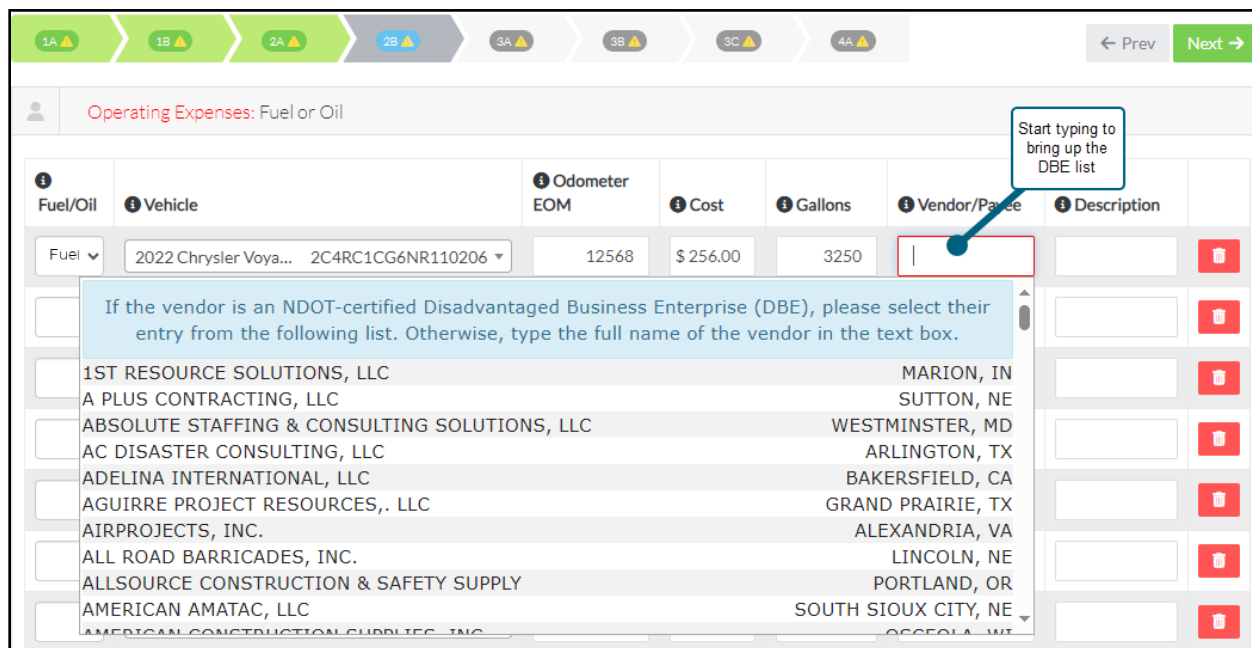 1A
1B
2A
2B
3A
3B
3C
4A
← Prev
Next →
Operating Expenses: Fuel or Oil
Start typing to
bring up the
DBE list
Fuel/Oil
Vehicle
Odometer
EOM
Cost
Gallons
Vendor/Payee
Description
Fuel
2022 Chrysler Voya... 2C4RC1CG6NR110206
12568
$ 256.00
3250
If the vendor is an NDOT-certified Disadvantaged Business Enterprise (DBE), please select their
entry from the following list. Otherwise, type the full name of the vendor in the text box.
1ST RESOURCE SOLUTIONS, LLC MARION, IN
A PLUS CONTRACTING, LLC SUTTON, NE
ABSOLUTE STAFFING & CONSULTING SOLUTIONS, LLC WESTMINSTER, MD
AC DISASTER CONSULTING, LLC ARLINGTON, TX
ADELINA INTERNATIONAL, LLC BAKERSFIELD, CA
AGUIRRE PROJECT RESOURCES,. LLC GRAND PRAIRIE, TX
AIRPROJECTS, INC. ALEXANDRIA, VA
ALL ROAD BARRICADES, INC. LINCOLN, NE
ALLSOURCE CONSTRUCTION & SAFETY SUPPLY PORTLAND, OR
AMERICAN AMATAC, LLC SOUTH SIOUX CITY, NE
AMERICAN CONSTRUCTION SUPPLIES, INC OSCEOLA, WI